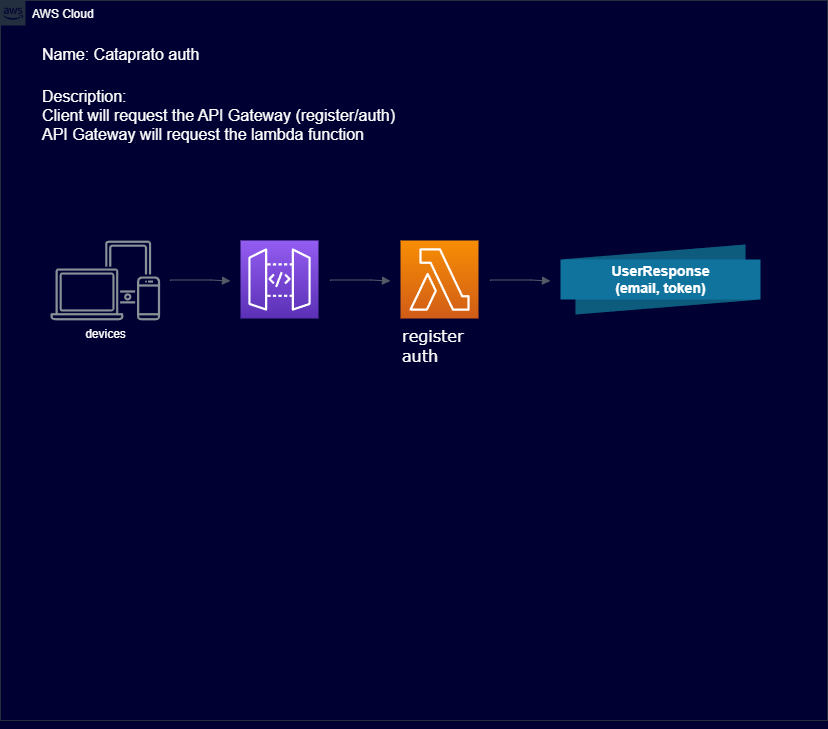 aws
AWS Cloud
Name: Cataprato auth
Description:
Client will request the API Gateway (register/auth)
API Gateway will request the lambda function
</>
devices
register
auth
UserResponse
(email, token)